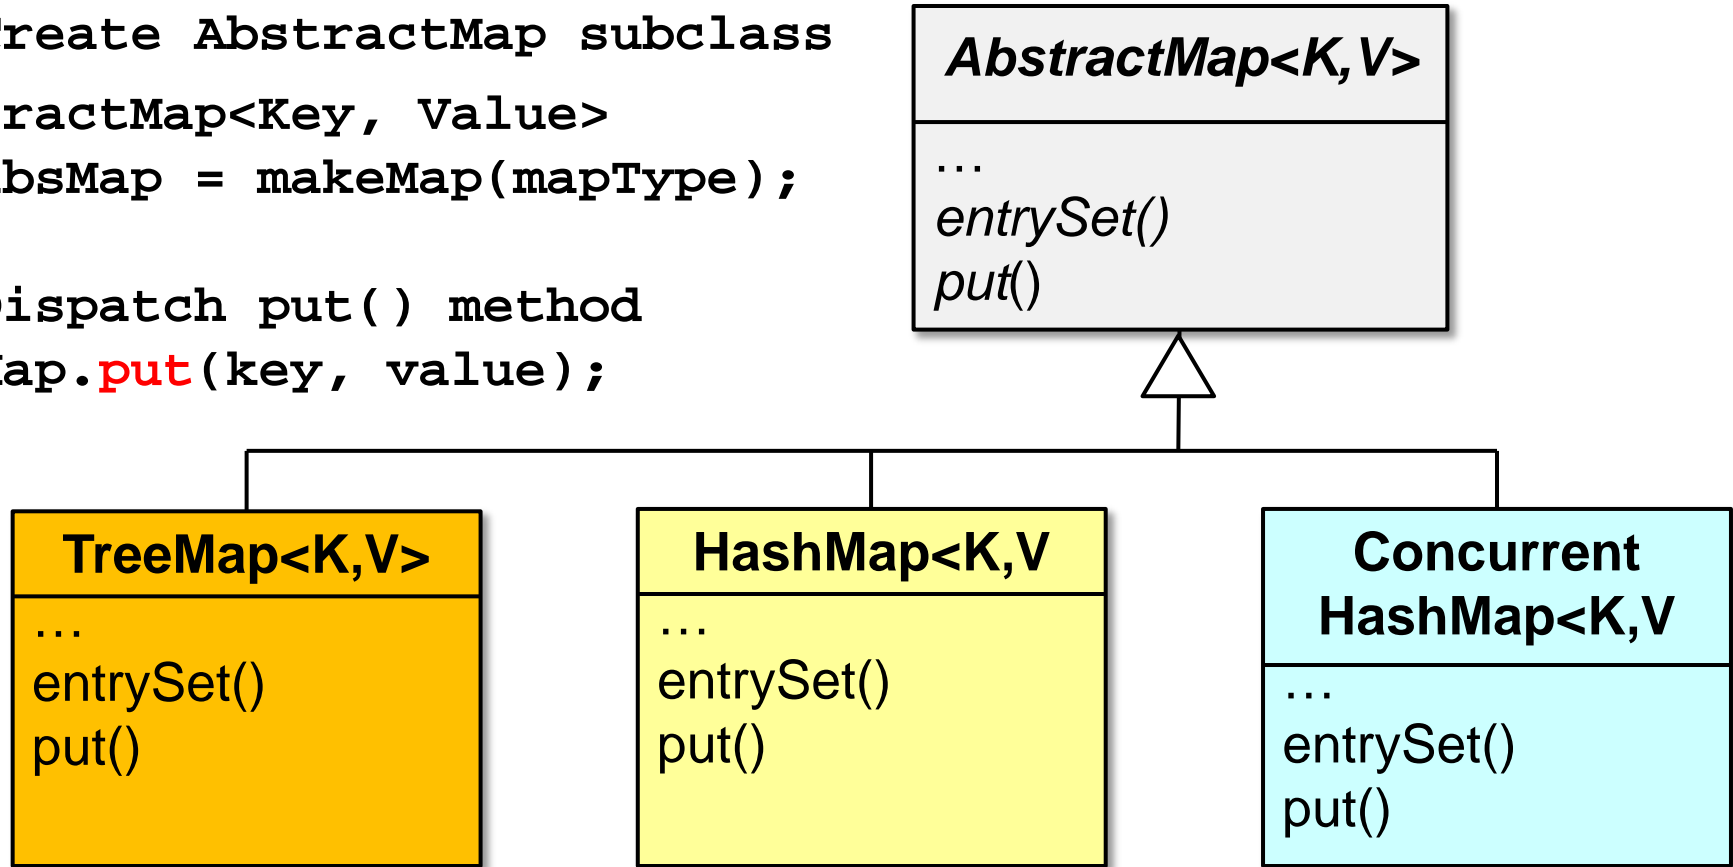 reate AbstractMap subclass
ractMap<Key, Value>
bsMap = makeMap(mapType);
ispatch put() method
ap.put(key, value);
AbstractMap<K,V>
…
entrySet()
put()
TreeMap<K,V>
…
entrySet()
put()
HashMap<K,V
…
entrySet()
put()
Concurrent
HashMap<K,V
…
entrySet()
put()